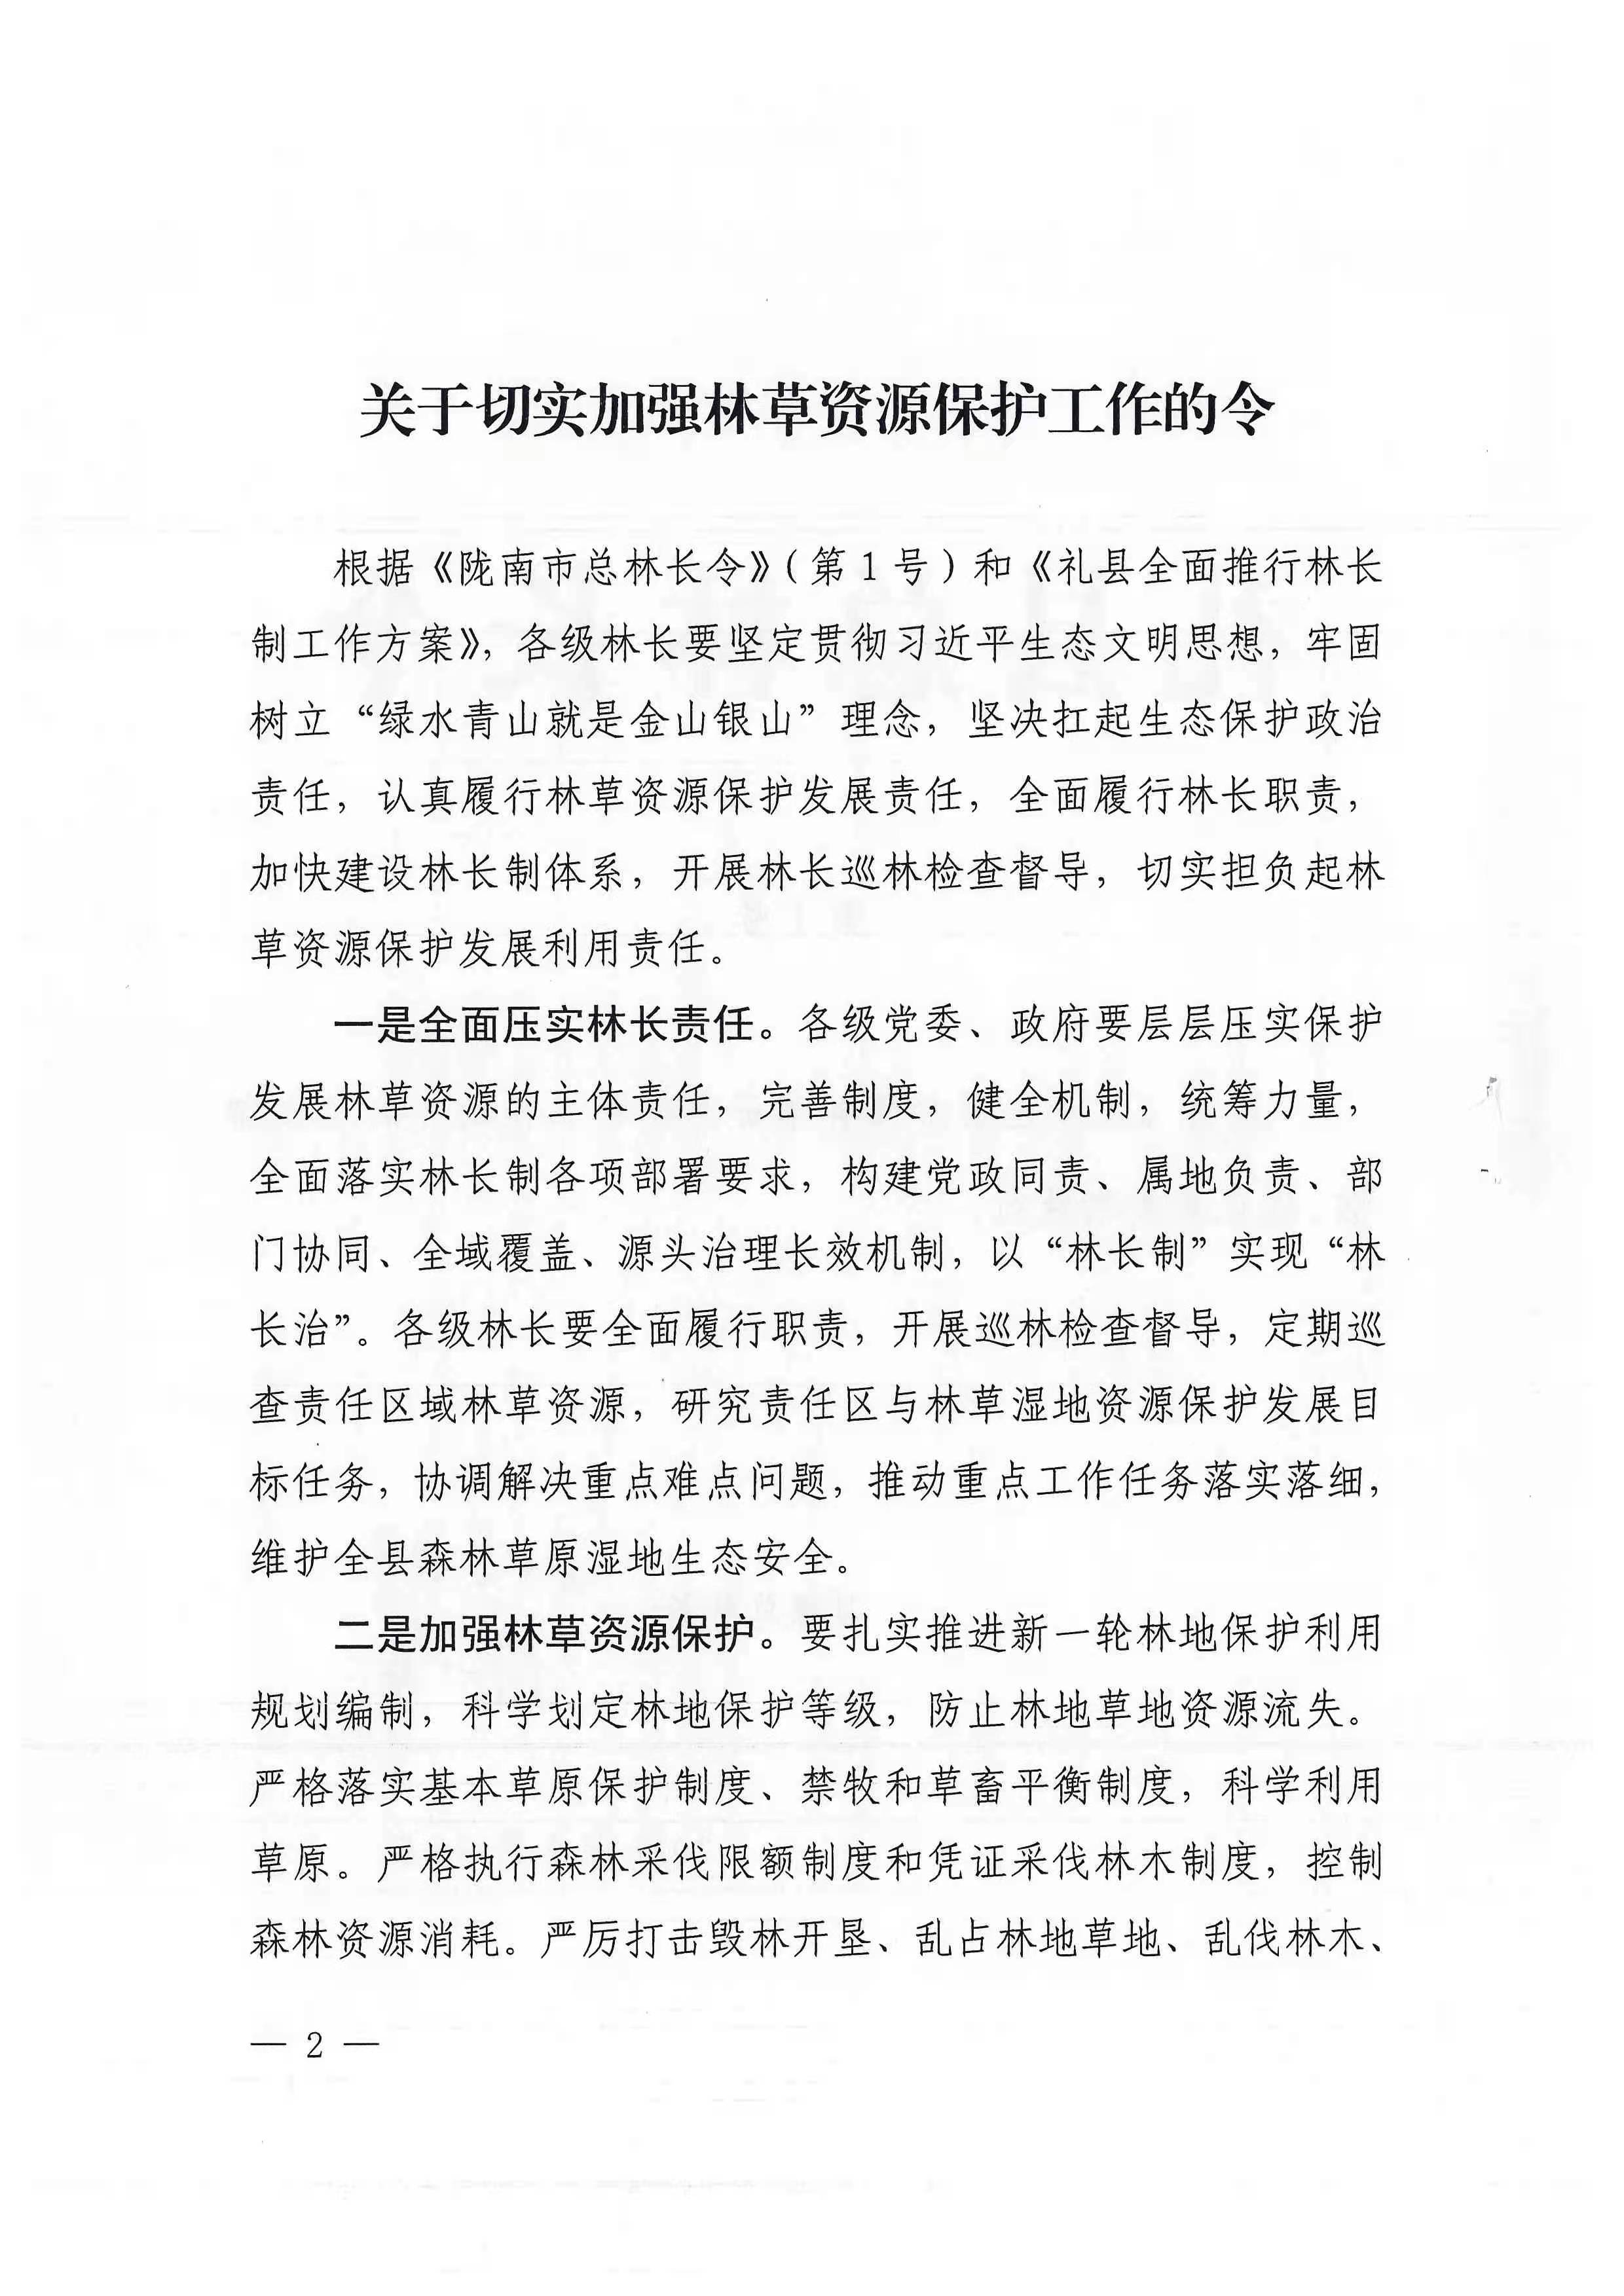 关于切实加强林草资源保护工作的令
根据《陇南市总林长令》（第1号）和《礼县全面推行林长
制工作方案》，各级林长要坚定贯彻习近平生态文明思想，牢固
树立“绿水青山就是金山银山”理念，坚决扛起生态保护政治
责任，认真履行林草资源保护发展责任，全面履行林长职责，
加快建设林长制体系，开展林长巡林检查督导，切实担负起林
草资源保护发展利用责任。
一是全面压实林长责任。各级党委、政府要层层压实保护
发展林草资源的主体责任，完善制度，健全机制，统筹力量，
全面落实林长制各项部署要求，构建党政同责、属地负责、部
门协同、全域覆盖、源头治理长效机制，以“林长制”实现“林
长治”。各级林长要全面履行职责，开展巡林检查督导，定期巡
查责任区域林草资源，研究责任区与林草湿地资源保护发展目
标任务，协调解决重点难点问题，推动重点工作任务落实落细，
维护全县森林草原湿地生态安全。
二是加强林草资源保护。要扎实推进新一轮林地保护利用
规划编制，科学划定林地保护等级，防止林地草地资源流失。
严格落实基本草原保护制度、禁牧和草畜平衡制度，科学利用
草原。严格执行森林采伐限额制度和凭证采伐林木制度，控制
森林资源消耗。严厉打击毁林开垦、乱占林地草地、乱伐林木、
— 2 —